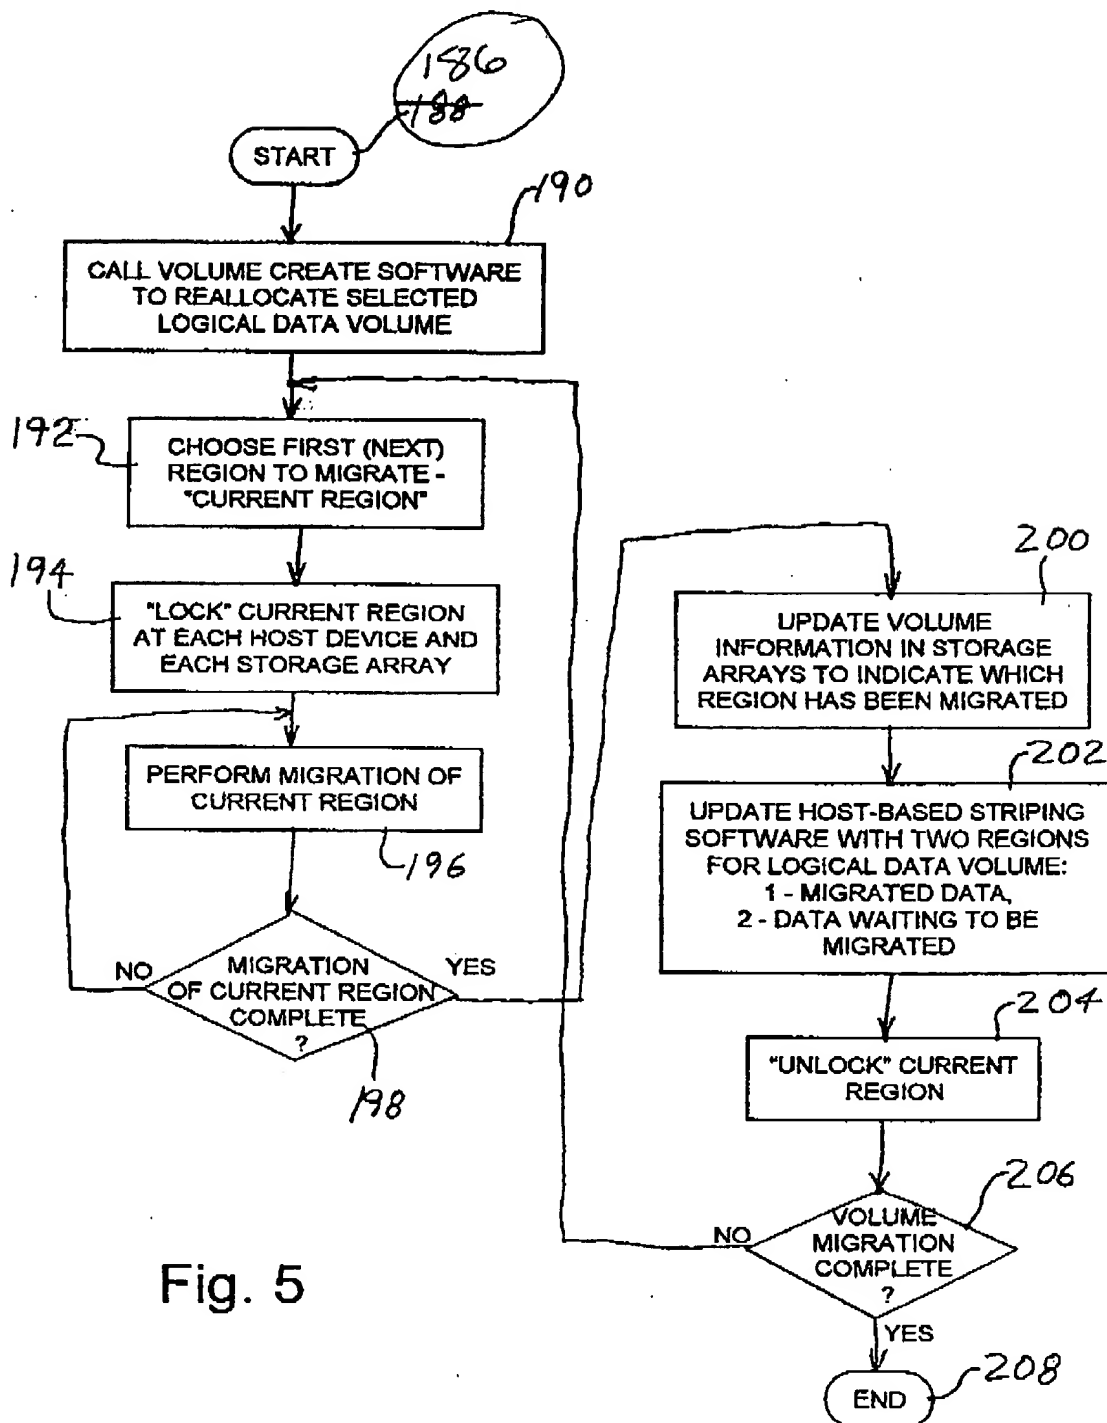 186
188
START
190
CALL VOLUME CREATE SOFTWARE
TO REALLOCATE SELECTED
LOGICAL DATA VOLUME
192
CHOOSE FIRST (NEXT)
REGION TO MIGRATE -
"CURRENT REGION"
194
"LOCK" CURRENT REGION
AT EACH HOST DEVICE AND
EACH STORAGE ARRAY
PERFORM MIGRATION OF
CURRENT REGION
196
NO
YES
MIGRATION
OF CURRENT REGION
COMPLETE
?
198
200
UPDATE VOLUME
INFORMATION IN STORAGE
ARRAYS TO INDICATE WHICH
REGION HAS BEEN MIGRATED
202
UPDATE HOST-BASED STRIPING
SOFTWARE WITH TWO REGIONS
FOR LOGICAL DATA VOLUME:
1 - MIGRATED DATA,
2 - DATA WAITING TO BE
MIGRATED
204
"UNLOCK" CURRENT
REGION
206
NO
VOLUME
MIGRATION
COMPLETE
?
YES
END
208
Fig. 5